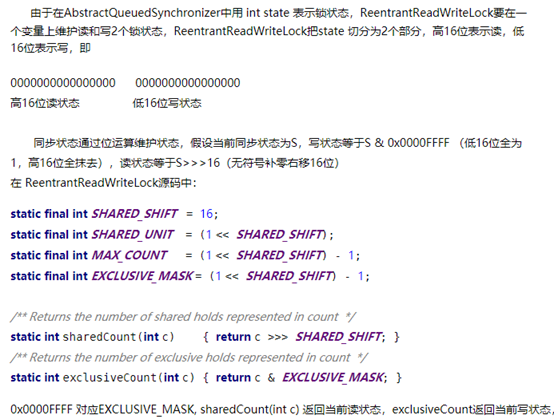 由于在AbstractQueuedSynchronizer中用 int state 表示锁状态，ReentrantReadWriteLock要在一
个变量上维护读和写2个锁状态，ReentrantReadWriteLock把state 切分为2个部分，高16位表示读，低
16位表示写，即
0000000000000000 0000000000000000
高16位读状态 低16位写状态
同步状态通过位运算维护状态，假设当前同步状态为S，写状态等于S & 0x0000FFFF （低16位全为
1，高16位全抹去），读状态等于S>>>16（无符号补零右移16位）
在 ReentrantReadWriteLock源码中：
static final int SHARED_SHIFT = 16;
static final int SHARED_UNIT = (1 << SHARED_SHIFT);
static final int MAX_COUNT = (1 << SHARED_SHIFT) - 1;
static final int EXCLUSIVE_MASK = (1 << SHARED_SHIFT) - 1;
/** Returns the number of shared holds represented in count */
static int sharedCount(int c) { return c >>> SHARED_SHIFT; }
/** Returns the number of exclusive holds represented in count */
static int exclusiveCount(int c) { return c & EXCLUSIVE_MASK; }
0x0000FFFF 对应EXCLUSIVE_MASK, sharedCount(int c) 返回当前读状态，exclusiveCount返回当前写状态,